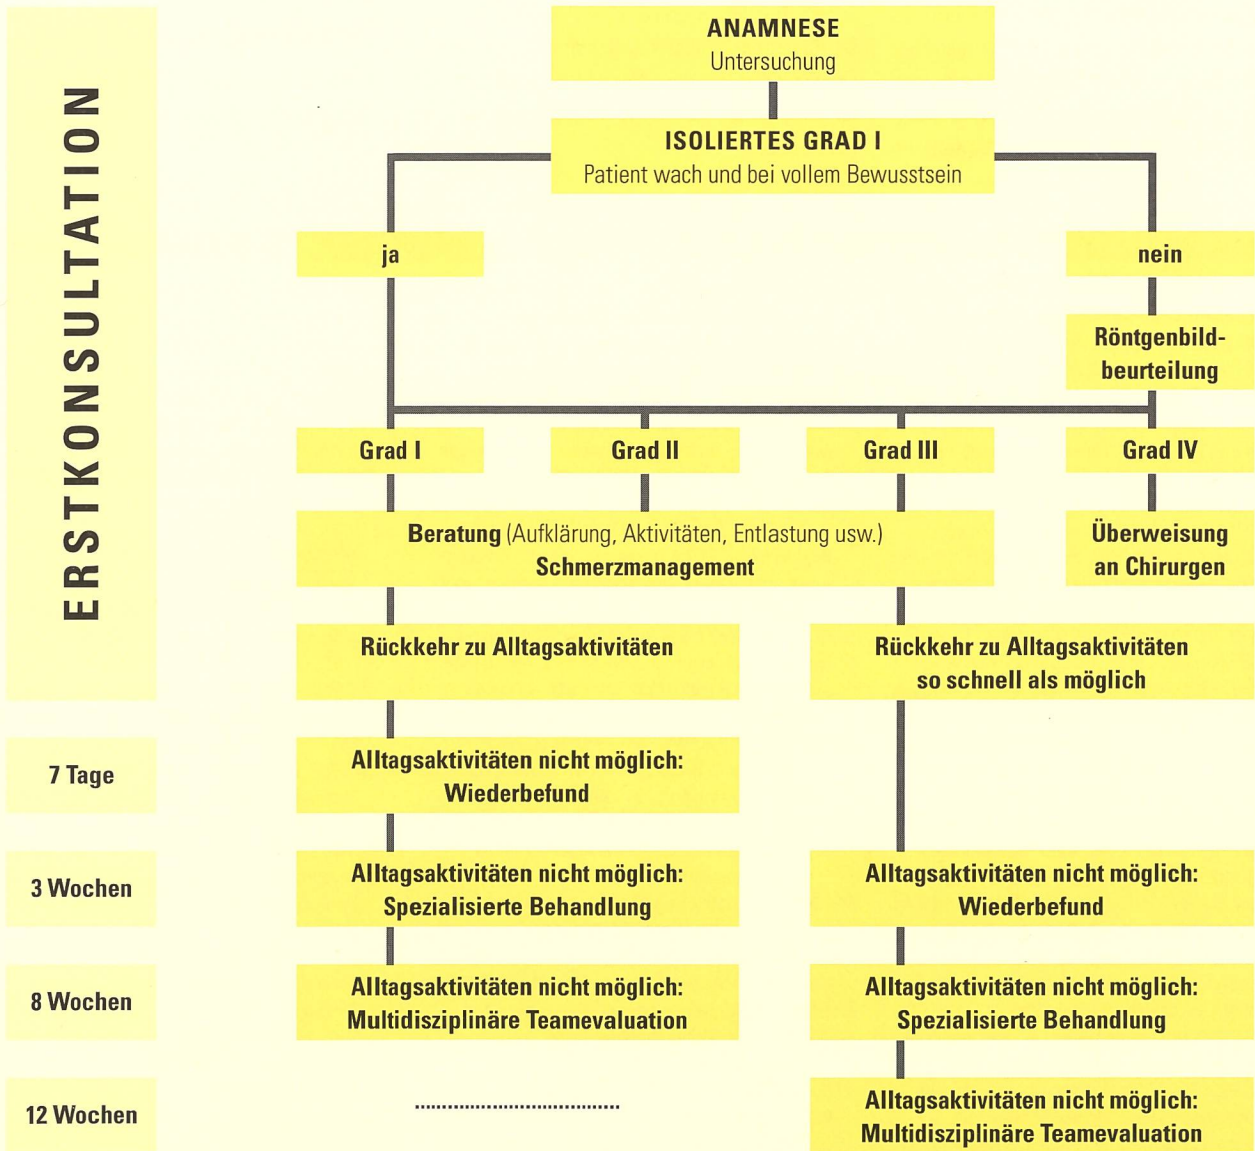 ERSTKONSULTATION
ANAMNESE
Untersuchung
ISOLIERTES GRAD I
Patient wach und bei vollem Bewusstsein
ja
nein
Röntgenbild-
beurteilung
Grad I
Grad II
Grad III
Grad IV
Beratung (Aufklärung, Aktivitäten, Entlastung usw.)
Schmerzmanagement
Überweisung
an Chirurgen
Rückkehr zu Alltagsaktivitäten
Rückkehr zu Alltagsaktivitäten
so schnell als möglich
7 Tage
Alltagsaktivitäten nicht möglich:
Wiederbefund
3 Wochen
Alltagsaktivitäten nicht möglich:
Spezialisierte Behandlung
Alltagsaktivitäten nicht möglich:
Wiederbefund
8 Wochen
Alltagsaktivitäten nicht möglich:
Multidisziplinäre Teamevaluation
Alltagsaktivitäten nicht möglich:
Spezialisierte Behandlung
12 Wochen
Alltagsaktivitäten nicht möglich:
Multidisziplinäre Teamevaluation